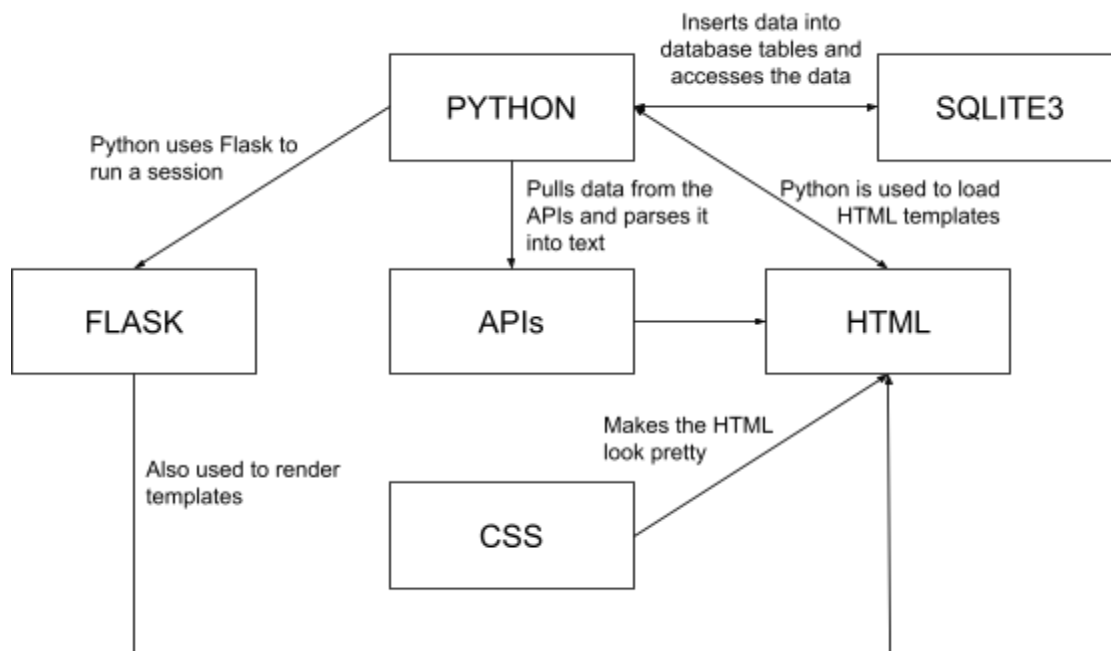 Inserts data into
database tables and
accesses the data
PYTHON
SQLITE3
Python uses Flask to
run a session
Pulls data from the
APIs and parses it
into text
Python is used to load
HTML templates
FLASK
APIs
HTML
Makes the HTML
look pretty
Also used to render
templates
CSS